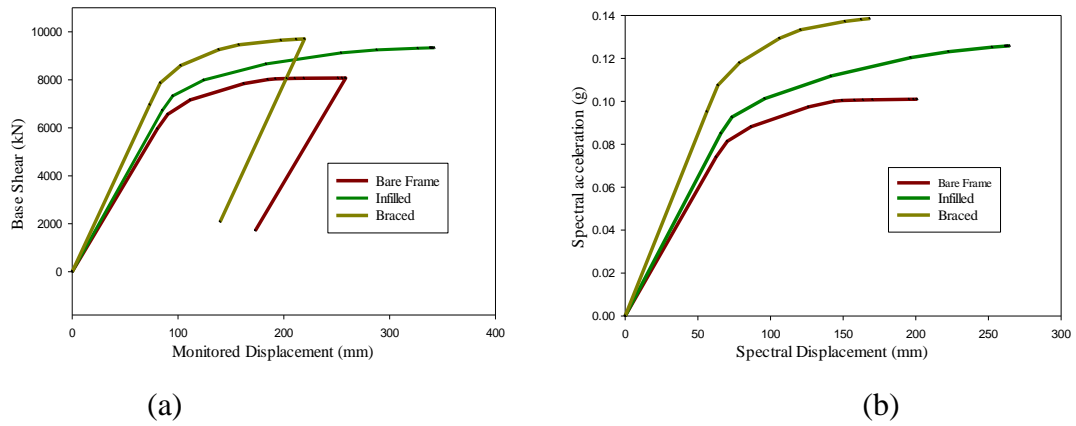 10000
8000
6000
4000
2000
0
Base Shear (kN)
Bare Frame
Infilled
Braced
0 100 200 300 400
Monitored Displacement (mm)
(a)
0.14
0.12
0.10
0.08
0.06
0.04
0.02
0.00
Spectral acceleration (g)
Bare Frame
Infilled
Braced
0 50 100 150 200 250 300
Spectral Displacement (mm)
(b)